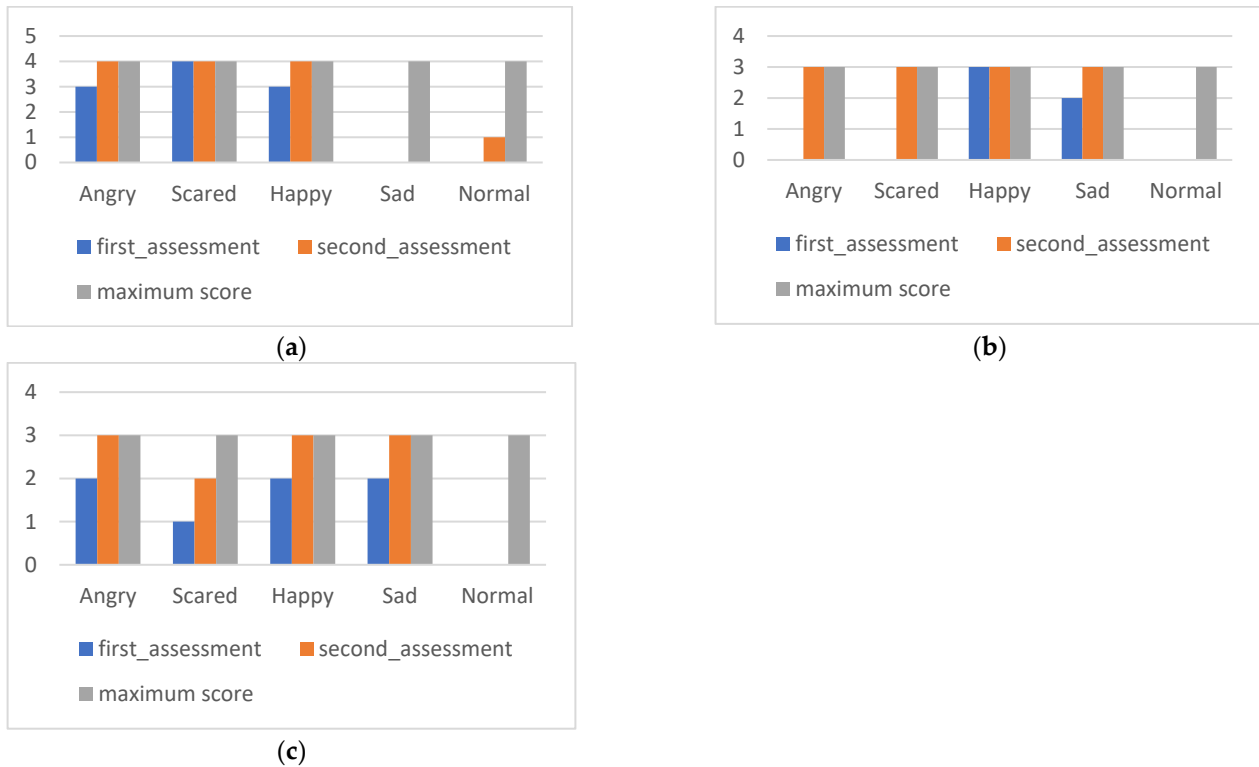 5
4
3
2
1
0
Angry Scared Happy Sad Normal
first_assessment second_assessment
maximum score
(a)
4
3
2
1
0
Angry Scared Happy Sad Normal
first_assessment second_assessment
maximum score
(b)
4
3
2
1
0
Angry Scared Happy Sad Normal
first_assessment second_assessment
maximum score
(c)